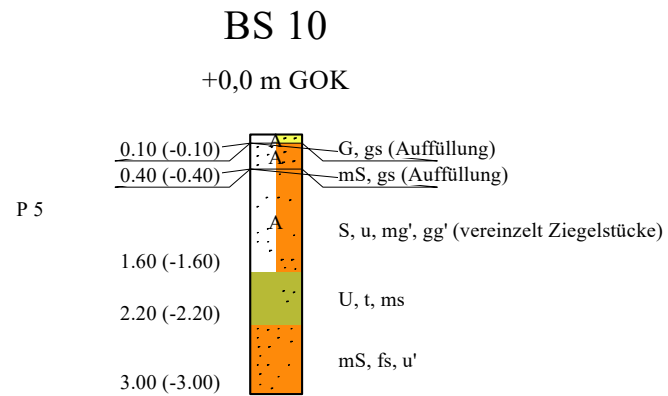 BS 10
+0,0 m GOK
A
0.10 (-0.10)
G, gs (Auffüllung)
A
0.40 (-0.40)
mS, gs (Auffüllung)
P 5
A
S, u, mg', gg' (vereinzelt Ziegelstücke)
1.60 (-1.60)
U, t, ms
2.20 (-2.20)
mS, fs, u'
3.00 (-3.00)